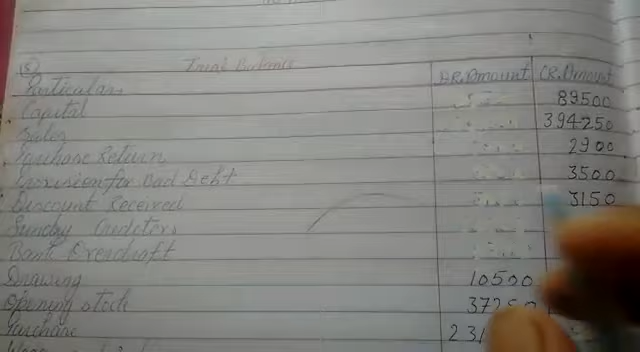 Trial Balance
Particulars DR. Amount CR. Amount
Capital 89500
Sales 394250
Purchase Return 2900
Provision for Bad Debt 3500
Discount Received 3150
Sundry Creditors
Bank Overdraft
Drawing 10500
Opening stock
Purchase